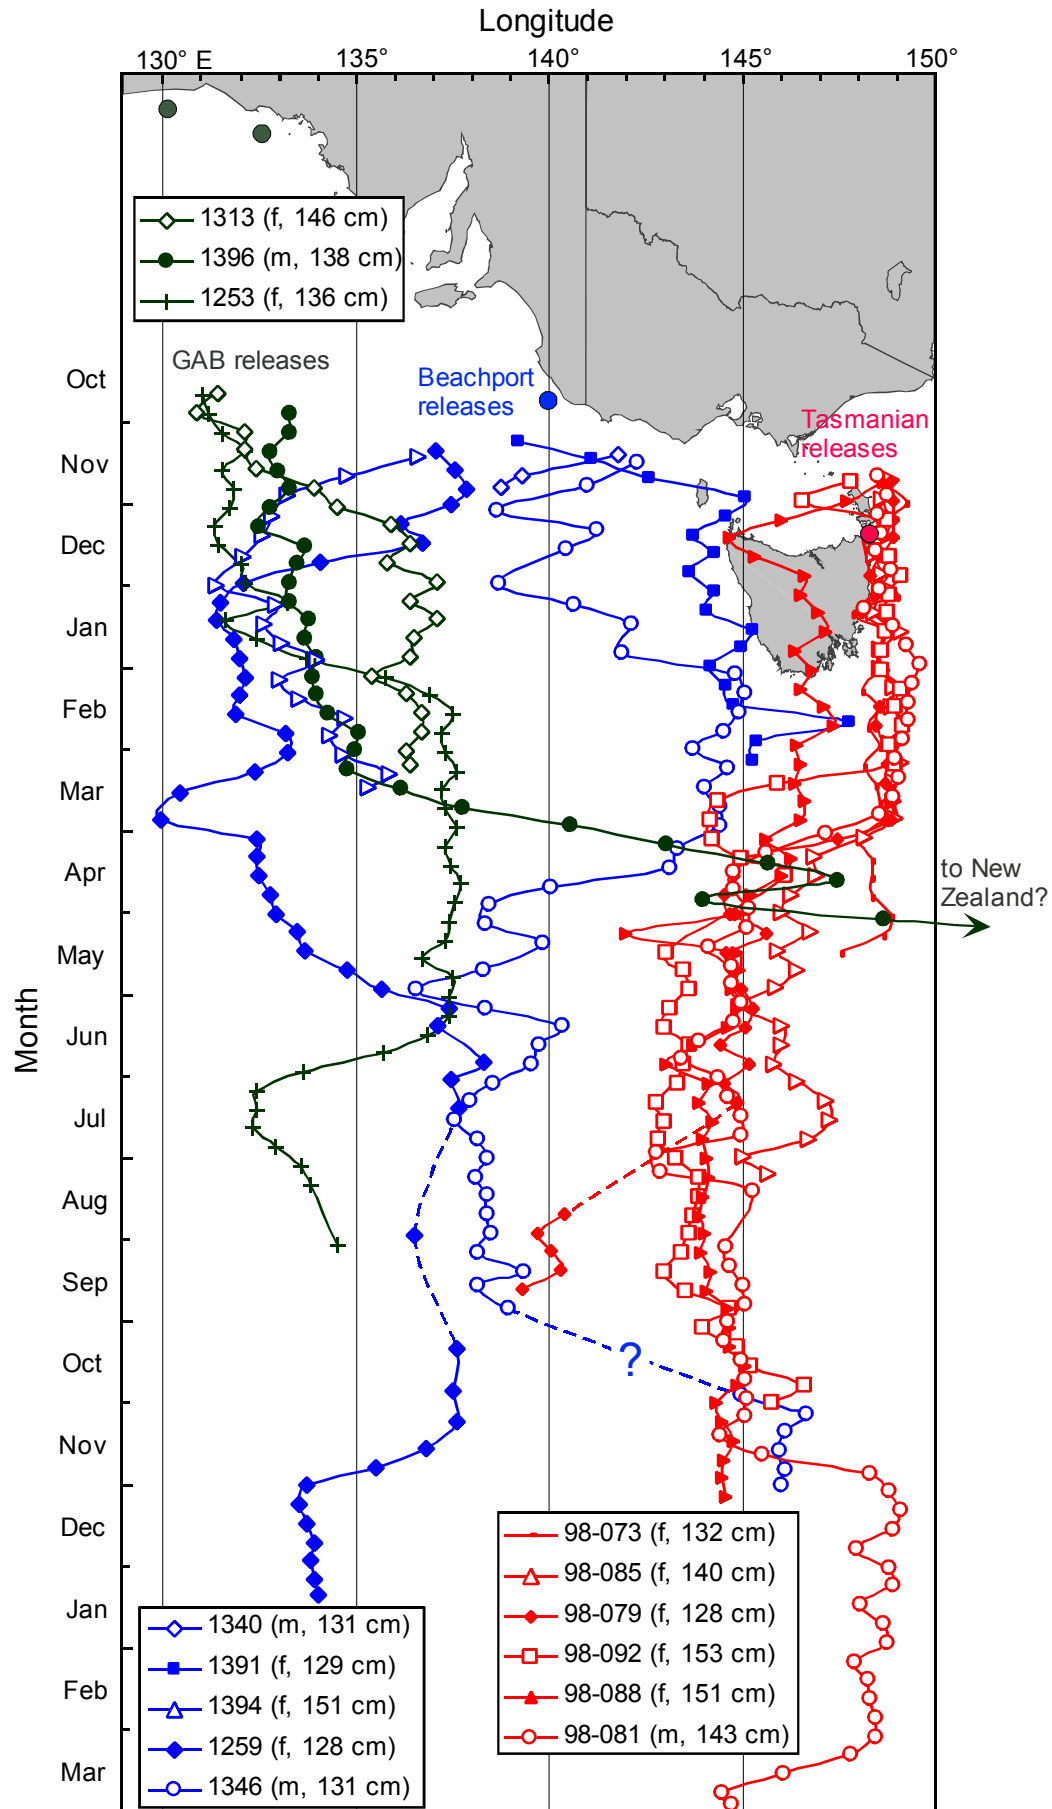 Longitude
130° E
135°
140°
145°
150°
1313 (f, 146 cm)
1396 (m, 138 cm)
1253 (f, 136 cm)
GAB releases
Beachport
releases
Tasmanian
releases
Oct
Nov
Dec
Jan
Feb
Mar
Apr
May
Jun
Jul
Aug
Sep
Oct
Nov
Dec
Jan
Feb
Mar
Month
to New
Zealand?
?
98-073 (f, 132 cm)
98-085 (f, 140 cm)
98-079 (f, 128 cm)
98-092 (f, 153 cm)
98-088 (f, 151 cm)
98-081 (m, 143 cm)
1340 (m, 131 cm)
1391 (f, 129 cm)
1394 (f, 151 cm)
1259 (f, 128 cm)
1346 (m, 131 cm)